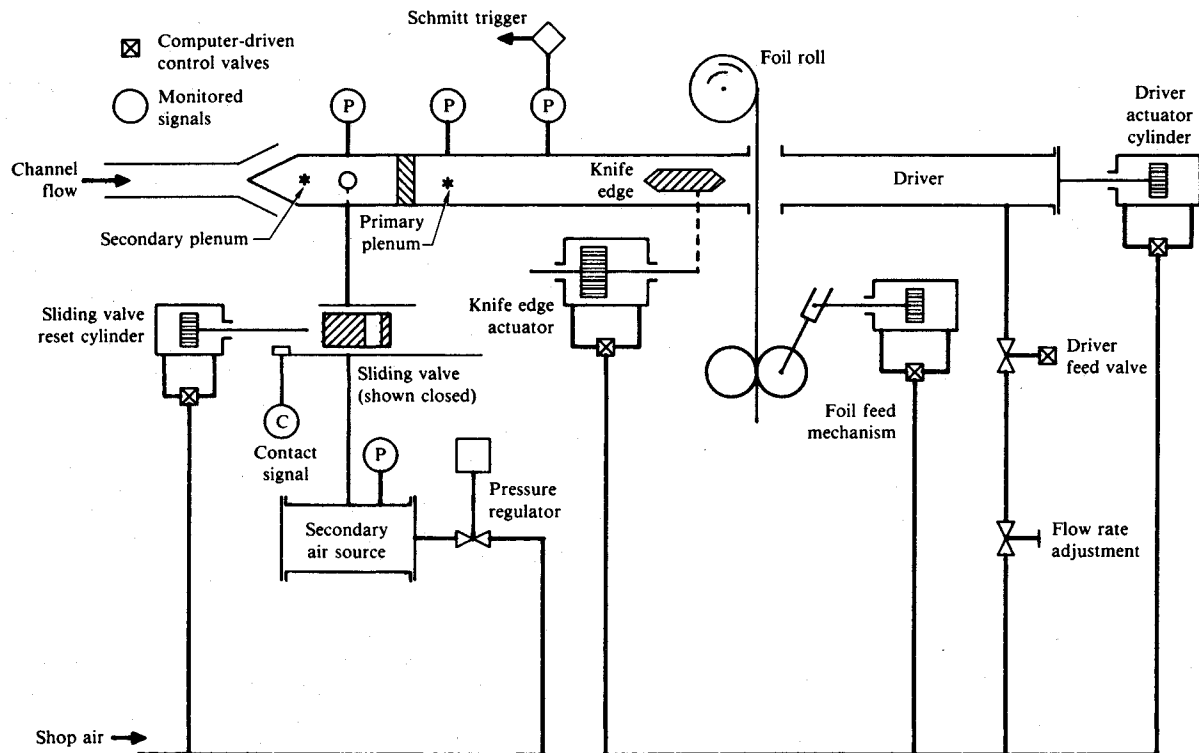 Schmitt trigger
Computer-driven
control valves
Foil roll
Monitored
signals
P
P
P
Driver
actuator
cylinder
Channel
flow
Knife
edge
Driver
Secondary plenum
Primary
plenum
Sliding valve
reset cylinder
Knife edge
actuator
Sliding valve
(shown closed)
Driver
feed valve
Foil feed
mechanism
C
Contact
signal
P
Pressure
regulator
Secondary
air source
Flow rate
adjustment
Shop air